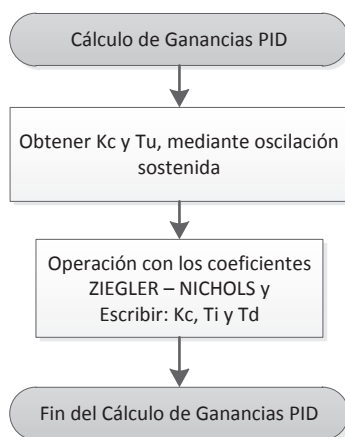 Cálculo de Ganancias PID
Obtener Kc y Tu, mediante oscilación
sostenida
Operación con los coeficientes
ZIEGLER – NICHOLS y
Escribir: Kc, Ti y Td
Fin del Cálculo de Ganancias PID